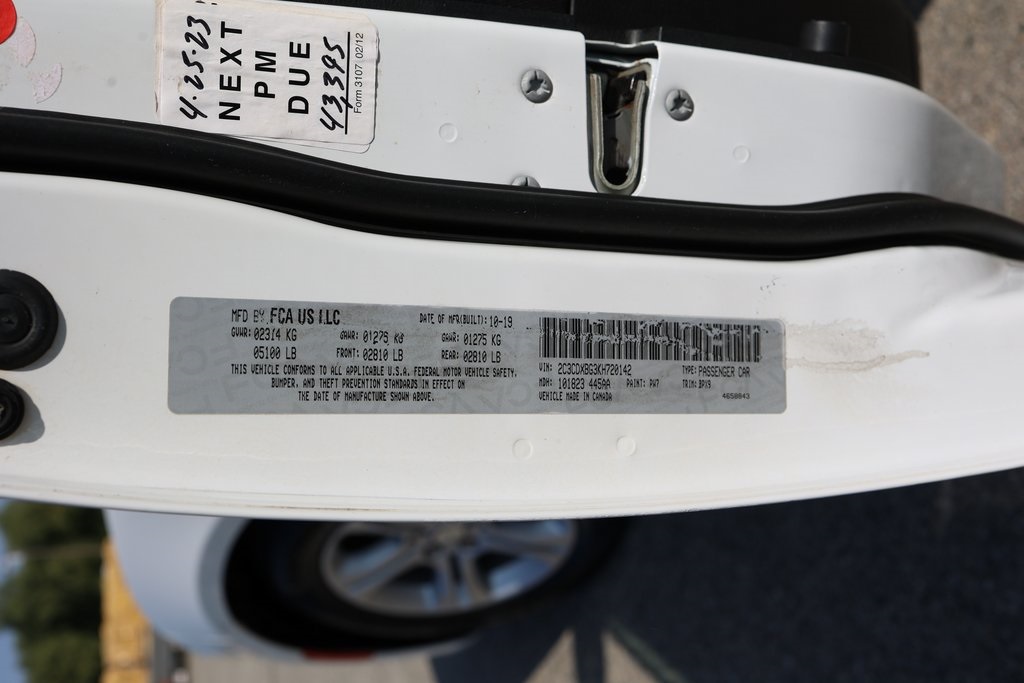 4.25.23
NEXT
PM
DUE
43,395
Form 3107 02/12
MFD BY FCA US LLC
DATE OF MFR(BUILT): 10-19
GVWR: 02314 KG
GAWR: 01275 KG
GAWR: 01275 KG
05100 LB
FRONT: 02810 LB
REAR: 02810 LB
THIS VEHICLE CONFORMS TO ALL APPLICABLE U.S.A. FEDERAL MOTOR VEHICLE SAFETY,
BUMPER, AND THEFT PREVENTION STANDARDS IN EFFECT ON
THE DATE OF MANUFACTURE SHOWN ABOVE.
VIN: 2C3CDXBG3KH720142
TYPE: PASSENGER CAR
MDH: 101823 445AA
PAINT: PW7
TRIM: BPX9
VEHICLE MADE IN CANADA
4658843